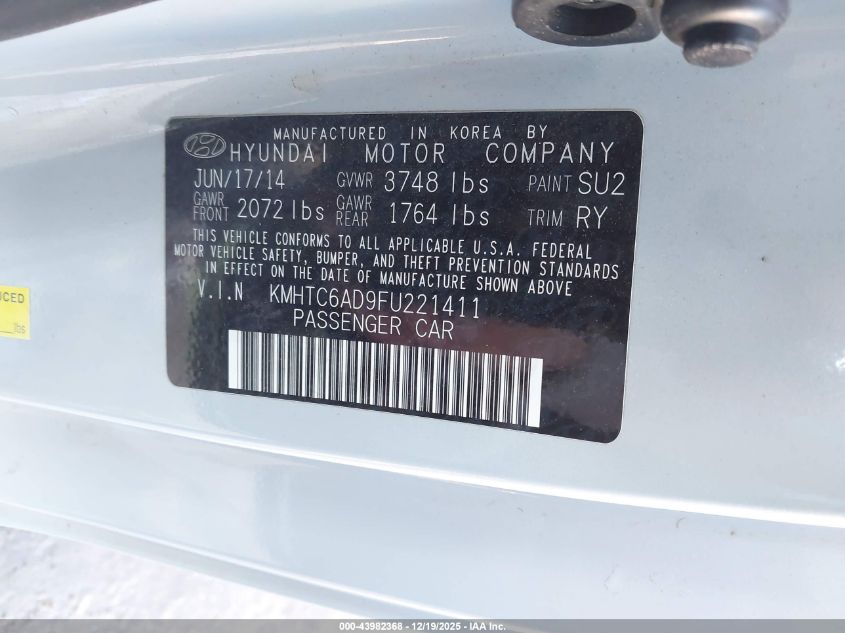 MANUFACTURED IN KOREA BY
HYUNDAI MOTOR COMPANY
JUN/17/14 GVWR 3748 lbs PAINT SU2
GAWR FRONT 2072 lbs GAWR REAR 1764 lbs TRIM RY
THIS VEHICLE CONFORMS TO ALL APPLICABLE U.S.A. FEDERAL
MOTOR VEHICLE SAFETY, BUMPER, AND THEFT PREVENTION STANDARDS
IN EFFECT ON THE DATE OF MANUFACTURE SHOWN ABOVE
V.I.N KMHTC6AD9FU221411
PASSENGER CAR
UCED
lbs
000-43982368 - 12/19/2025 - IAA Inc.